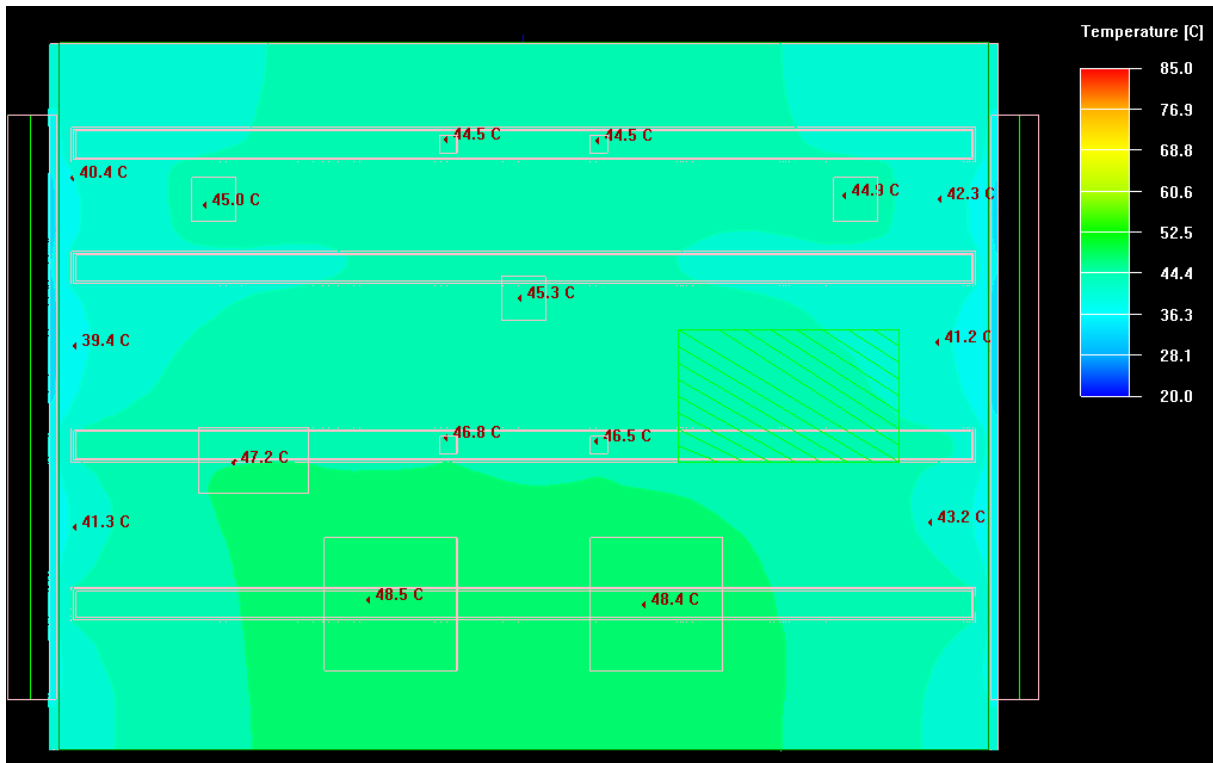 Temperature [C]
85.0
76.9
68.8
60.6
52.5
44.4
36.3
28.1
20.0
44.5 C
44.5 C
40.4 C
45.0 C
44.9 C
42.3 C
45.3 C
39.4 C
41.2 C
46.8 C
46.5 C
47.2 C
41.3 C
43.2 C
48.5 C
48.4 C